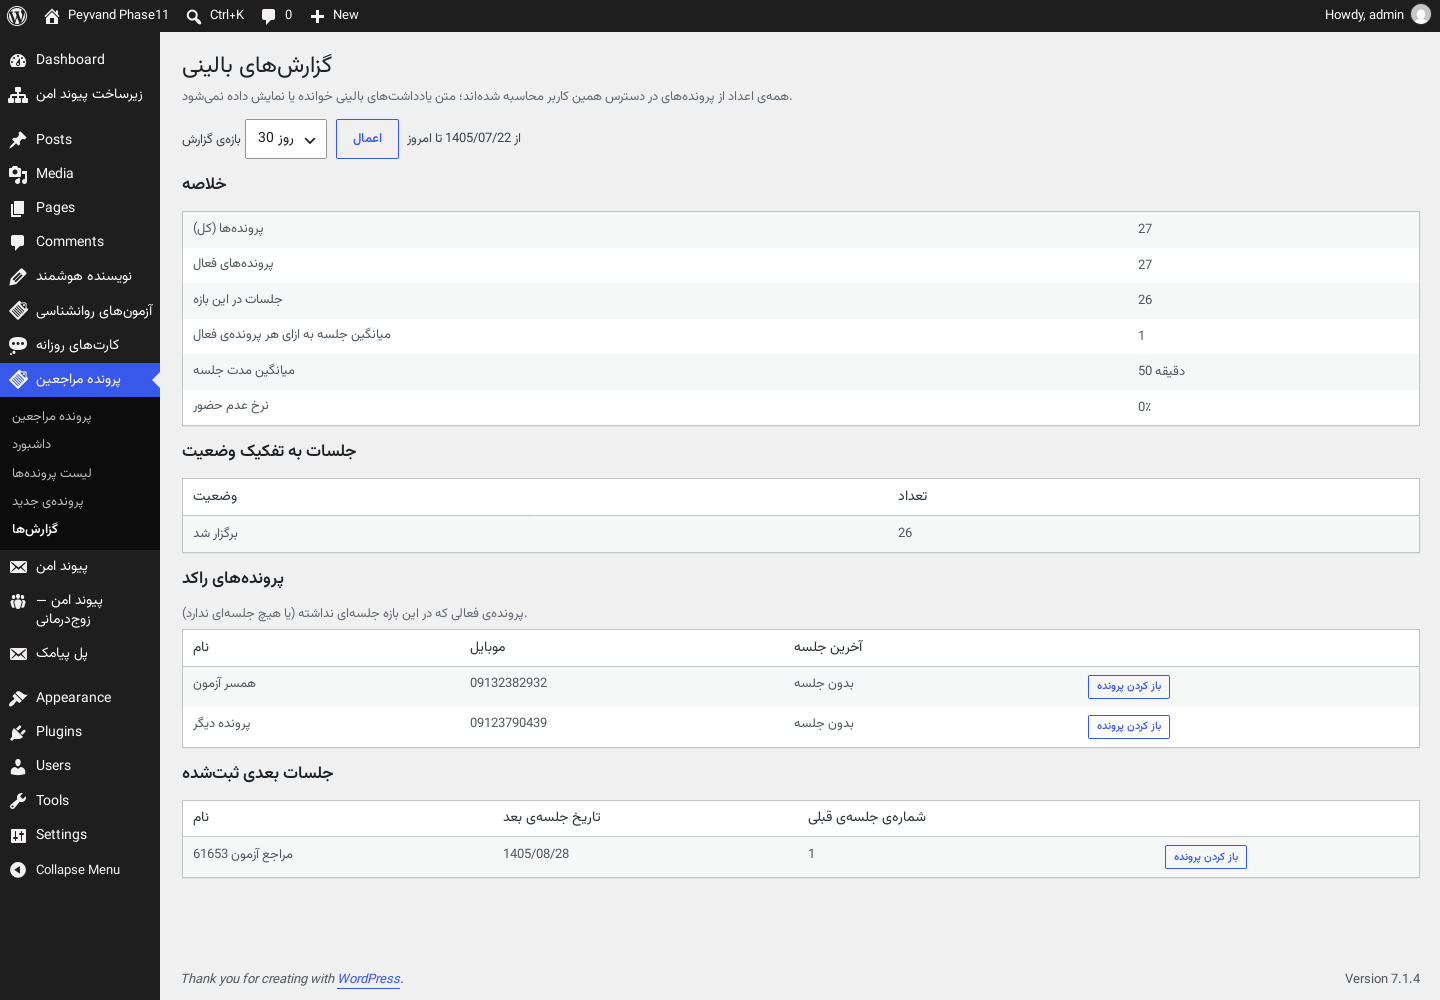 Peyvand Phase11
Ctrl+K
0
New
Howdy, admin
Dashboard
زیرساخت پیوند امن
Posts
Media
Pages
Comments
نویسنده هوشمند
آزمون‌های روانشناسی
کارت‌های روزانه
پرونده مراجعین
پرونده مراجعین
داشبورد
لیست پرونده‌ها
پرونده‌ی جدید
گزارش‌ها
پیوند امن
پیوند امن —
زوج‌درمانی
پل پیامک
Appearance
Plugins
Users
Tools
Settings
Collapse Menu
گزارش‌های بالینی
همه‌ی اعداد از پرونده‌های در دسترس همین کاربر محاسبه شده‌اند؛ متن یادداشت‌های بالینی خوانده یا نمایش داده نمی‌شود.
بازه‌ی گزارش 30 روز اعمال از 1405/07/22 تا امروز
خلاصه
پرونده‌ها (کل) 27
پرونده‌های فعال 27
جلسات در این بازه 26
میانگین جلسه به ازای هر پرونده‌ی فعال 1
میانگین مدت جلسه 50 دقیقه
نرخ عدم حضور 0٪
جلسات به تفکیک وضعیت
وضعیت تعداد
برگزار شد 26
پرونده‌های راکد
پرونده‌ی فعالی که در این بازه جلسه‌ای نداشته (یا هیچ جلسه‌ای ندارد).
نام موبایل آخرین جلسه
همسر آزمون 09132382932 بدون جلسه باز کردن پرونده
پرونده دیگر 09123790439 بدون جلسه باز کردن پرونده
جلسات بعدی ثبت‌شده
نام تاریخ جلسه‌ی بعد شماره‌ی جلسه‌ی قبلی
مراجع آزمون 61653 1405/08/28 1 باز کردن پرونده
Thank you for creating with WordPress.
Version 7.1.4